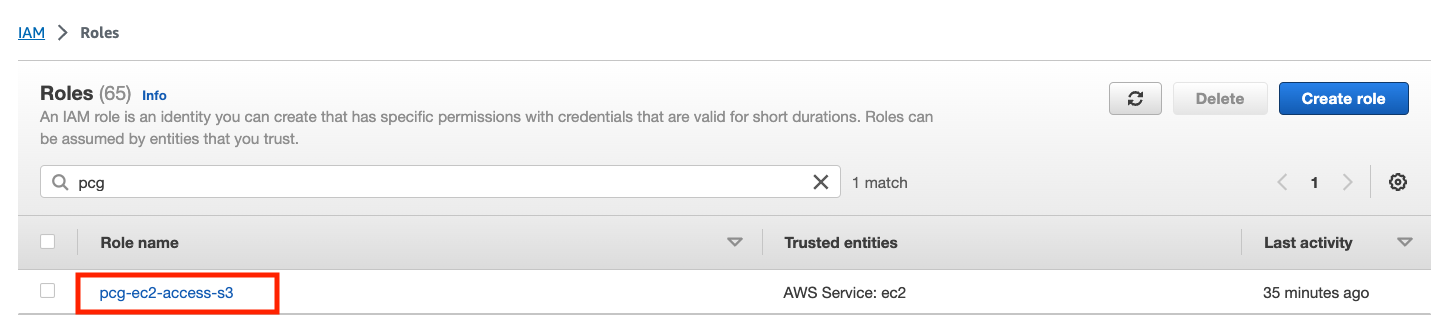 IAM > Roles
Roles (65) Info
An IAM role is an identity you can create that has specific permissions with credentials that are valid for short durations. Roles can
be assumed by entities that you trust.
Delete
Create role
pcg
1 match
1
Role name
Trusted entities
Last activity
pcg-ec2-access-s3
AWS Service: ec2
35 minutes ago